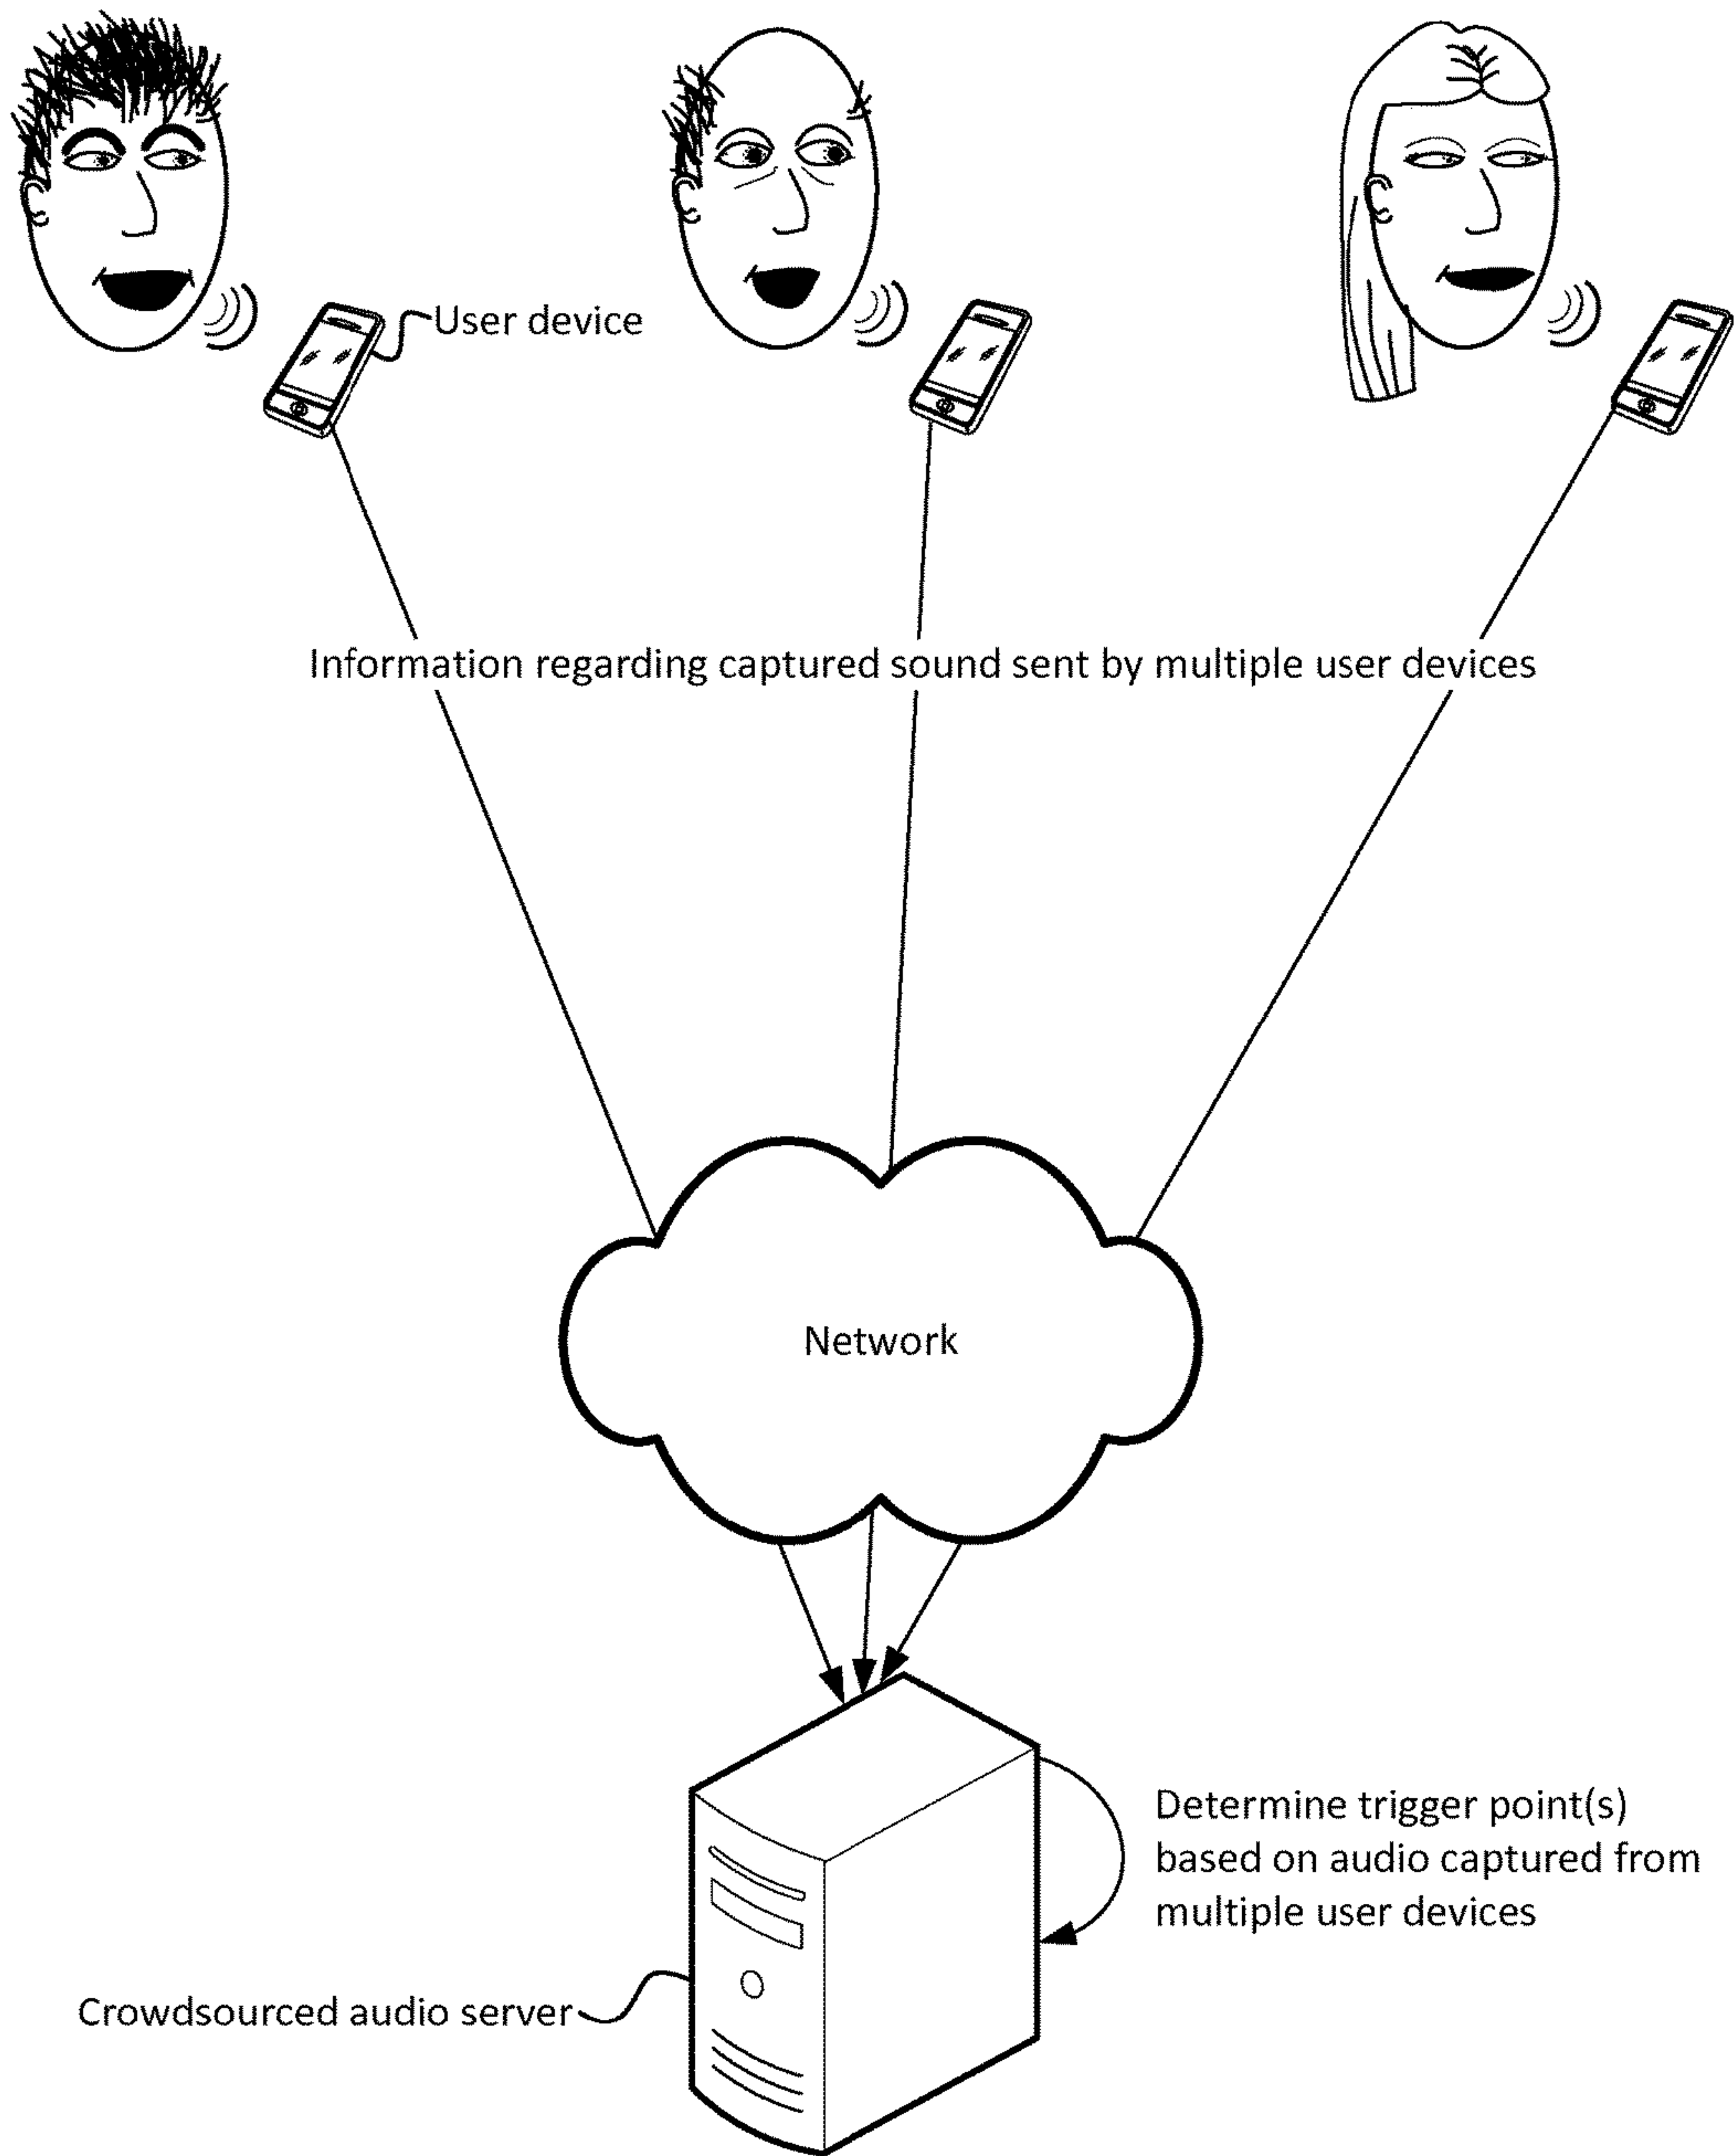 User device
Information regarding captured sound sent by multiple user devices
Network
Determine trigger point(s)
based on audio captured from
multiple user devices
Crowdsourced audio server